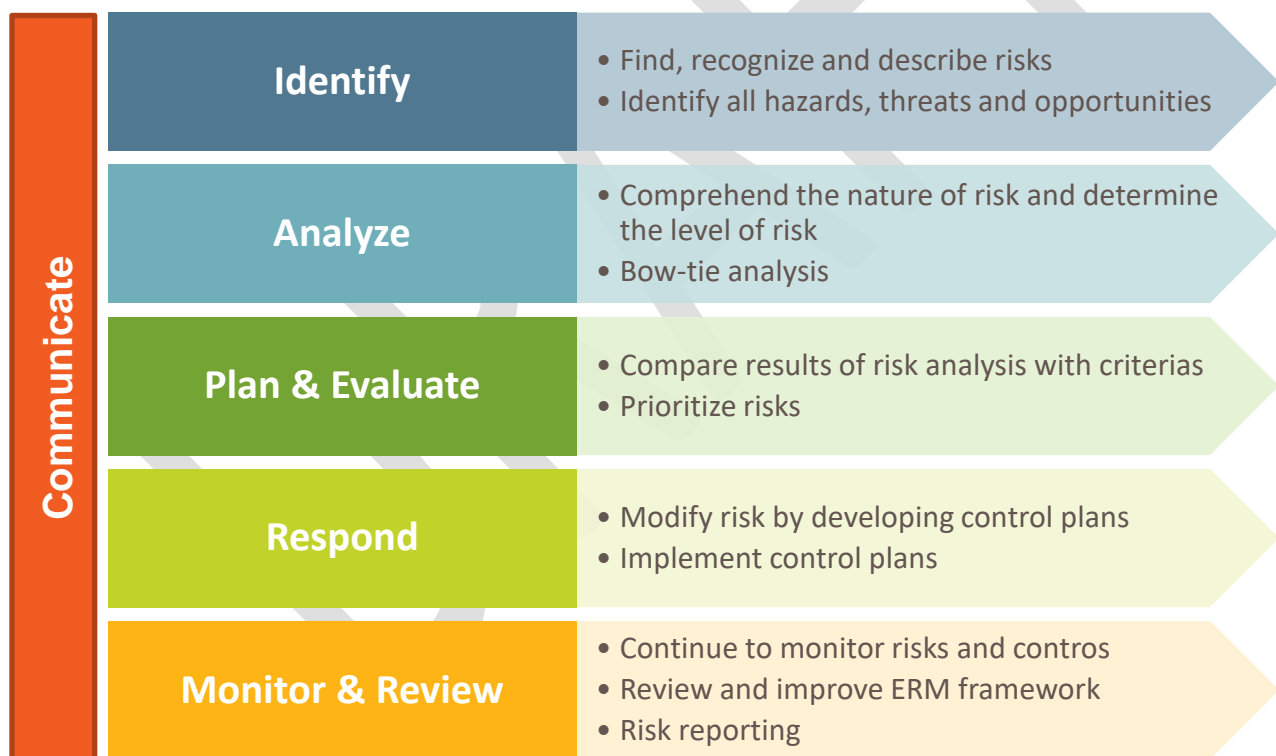 Communicate
Identify
• Find, recognize and describe risks
• Identify all hazards, threats and opportunities
Analyze
• Comprehend the nature of risk and determine
the level of risk
• Bow-tie analysis
Plan & Evaluate
• Compare results of risk analysis with criterias
• Prioritize risks
Respond
• Modify risk by developing control plans
• Implement control plans
Monitor & Review
• Continue to monitor risks and contros
• Review and improve ERM framework
• Risk reporting